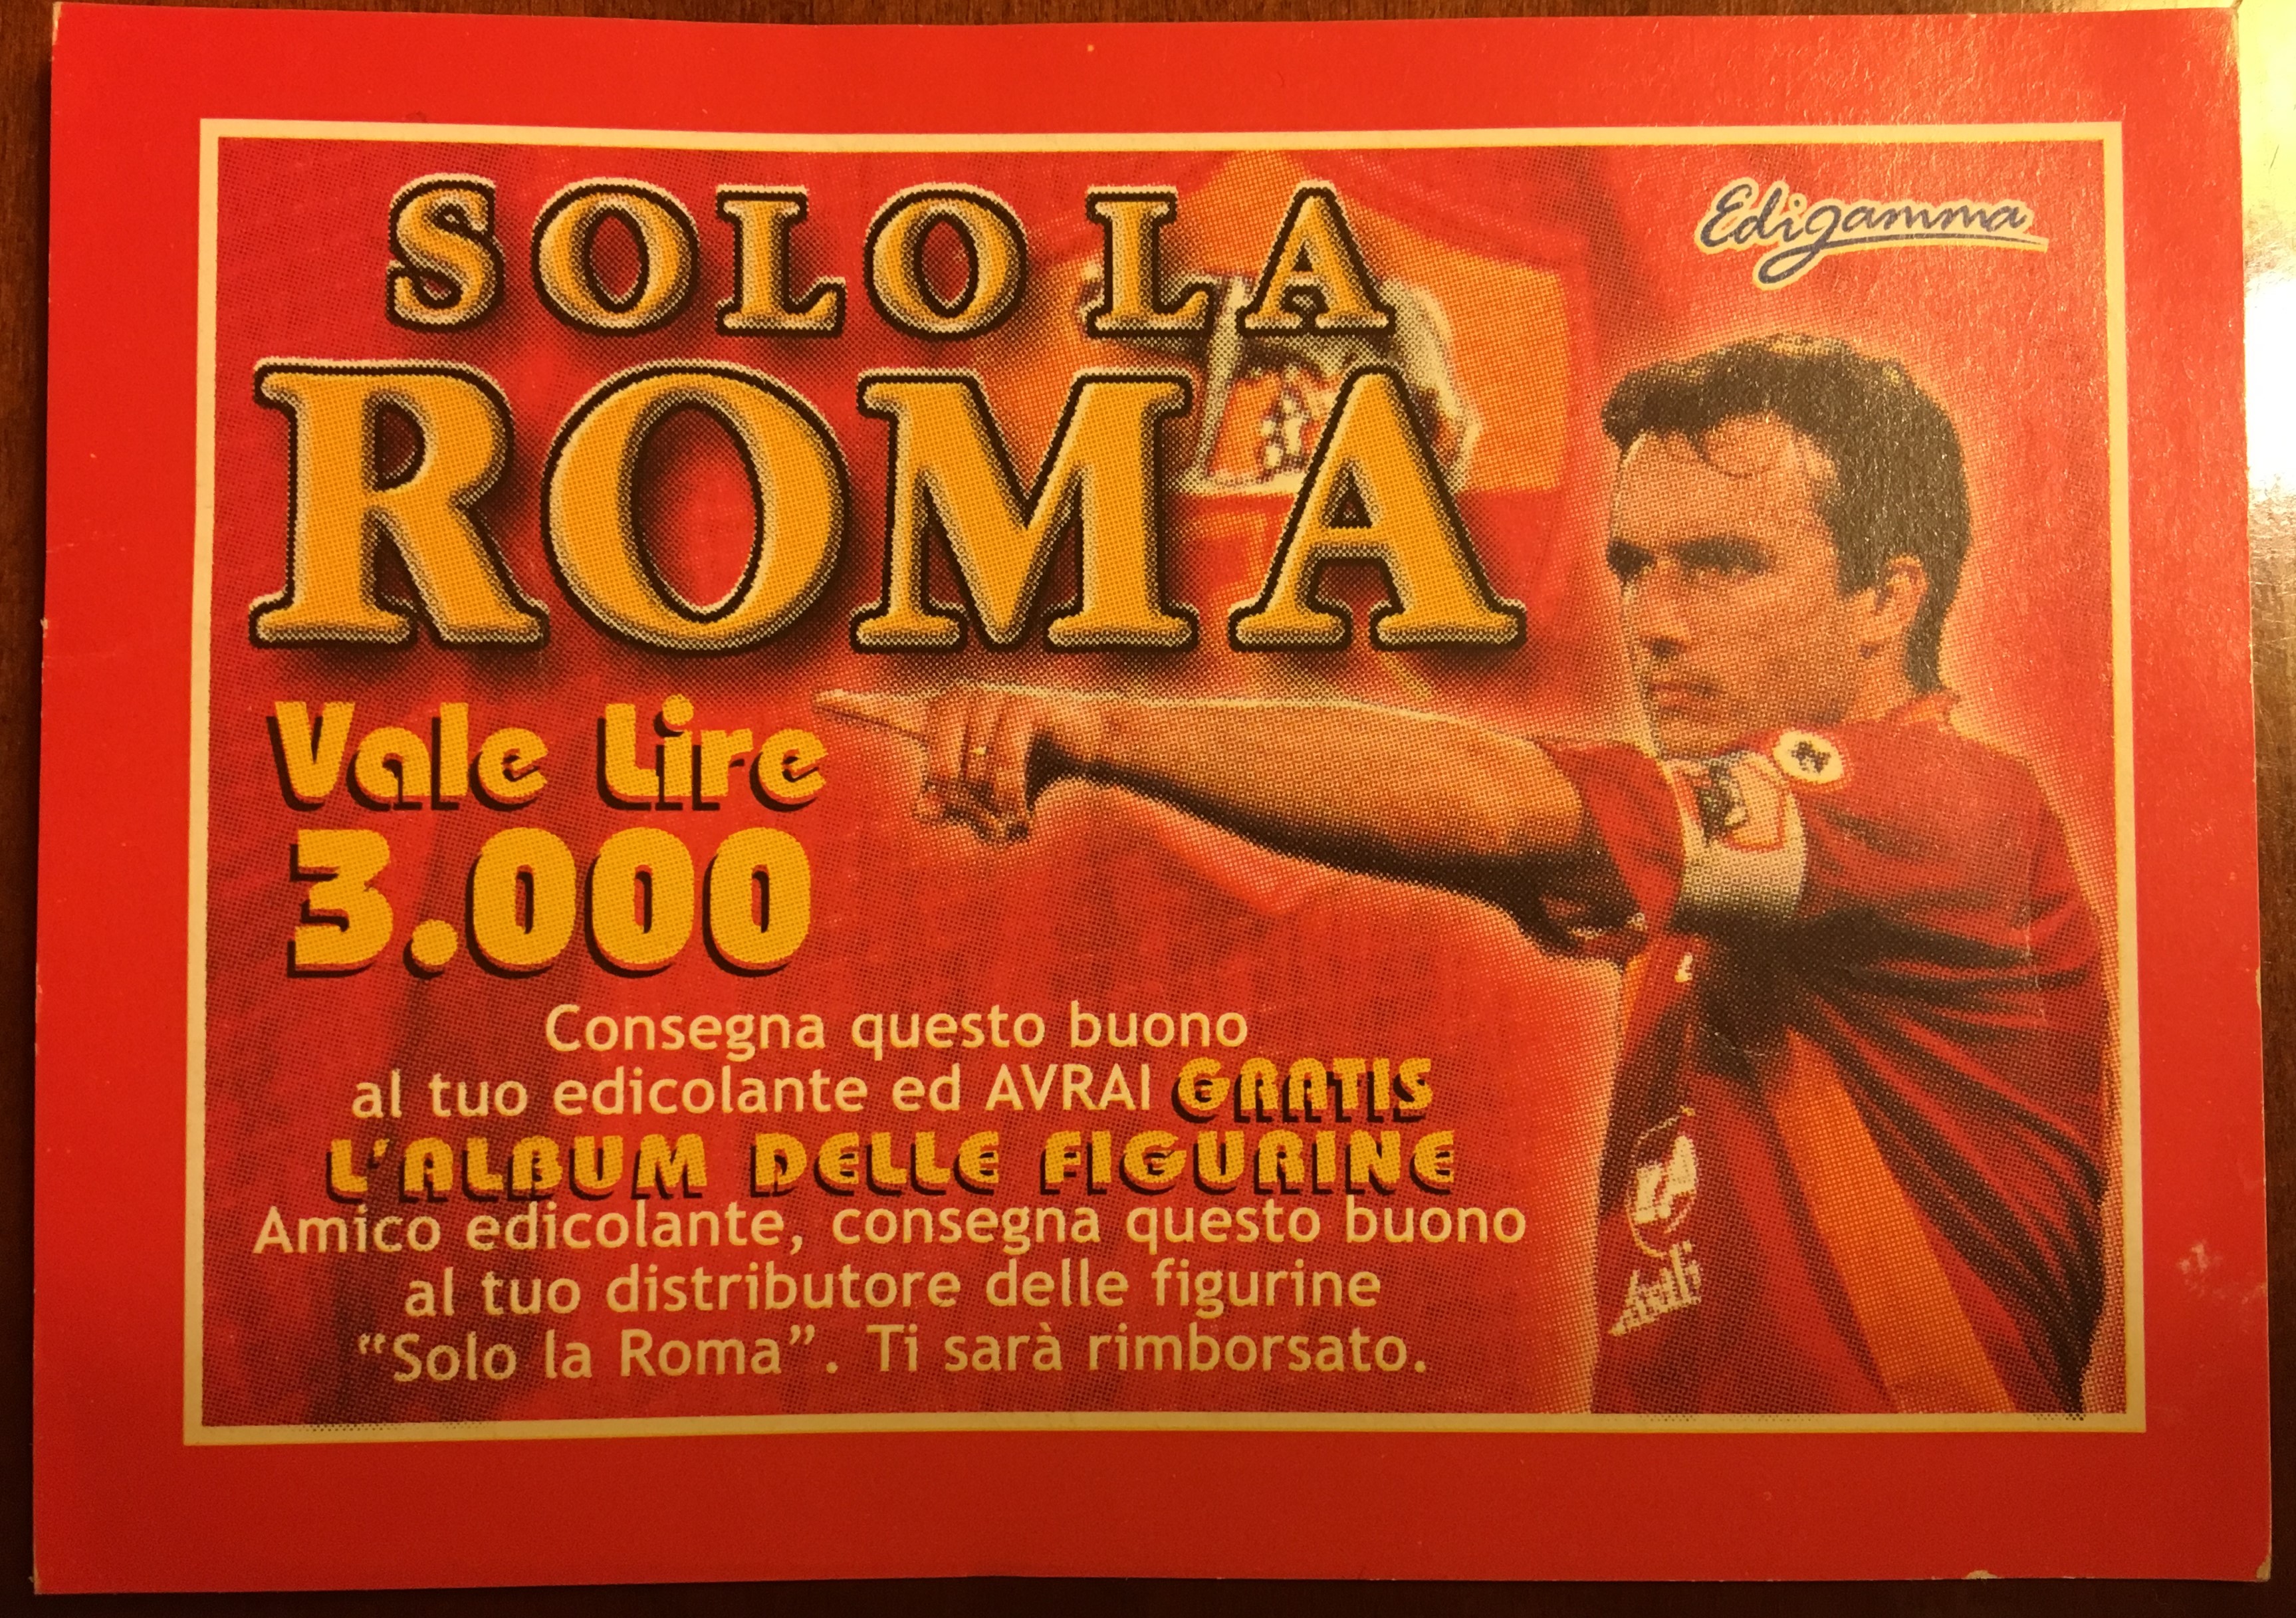 SOLO LA
Edigamma
ROMA
Vale Lire
3.000
Consegna questo buono
al tuo edicolante ed AVRAI GRATIS
L'ALBUM DELLE FIGURINE
Amico edicolante, consegna questo buono
al tuo distributore delle figurine
“Solo la Roma”. Ti sarà rimborsato.